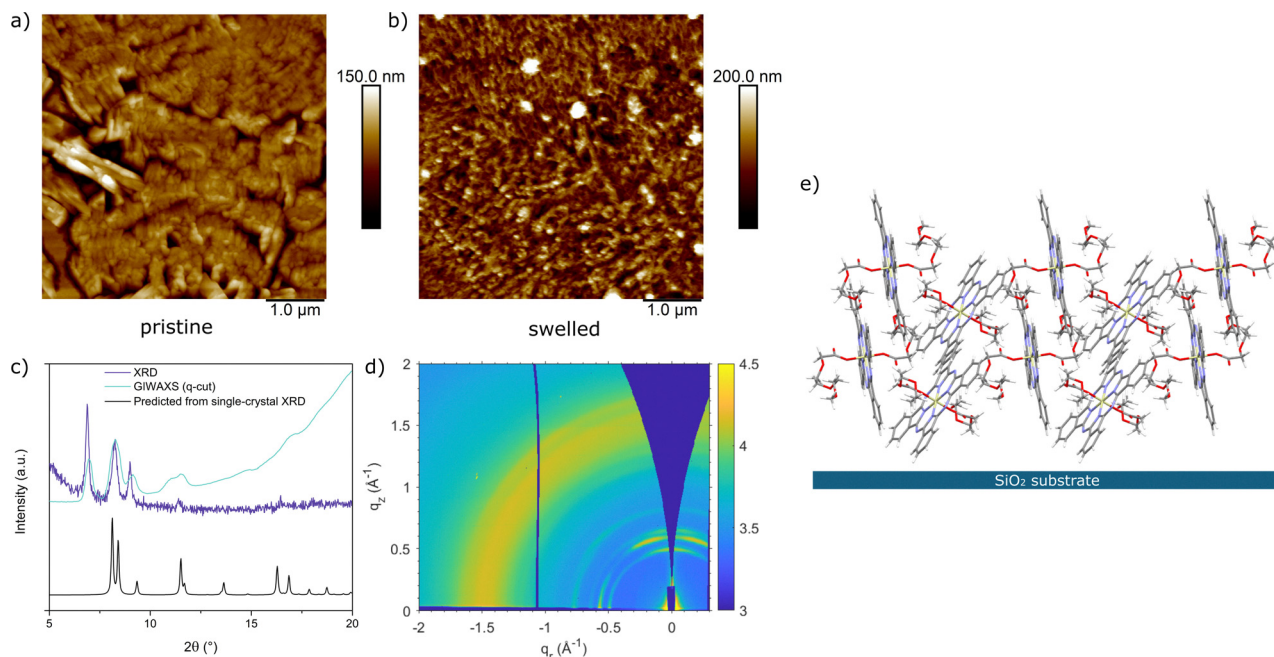 a)
b)
150.0 nm
200.0 nm
1.0 µm
1.0 µm
pristine
swelled
c)
XRD
GIWAXS (q-cut)
Predicted from single-crystal XRD
Intensity (a.u.)
5
10
15
20
2θ (°)
d)
2
1.5
1
0.5
0
q_z (Å⁻¹)
-2
-1.5
-1
-0.5
0
q_r (Å⁻¹)
4.5
4
3.5
3
e)
SiO₂ substrate